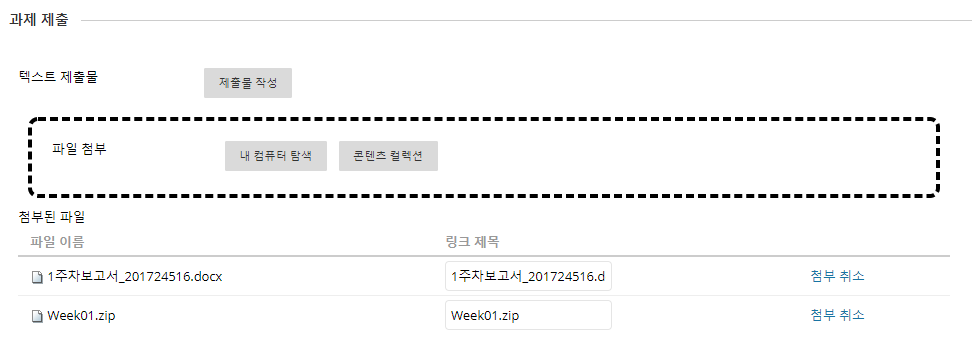 과제 제출
텍스트 제출물 제출물 작성
파일 첨부 내 컴퓨터 탐색 콘텐츠 컬렉션
첨부된 파일
파일 이름 링크 제목
1주차보고서_201724516.docx 1주차보고서_201724516.d 첨부 취소
Week01.zip Week01.zip 첨부 취소